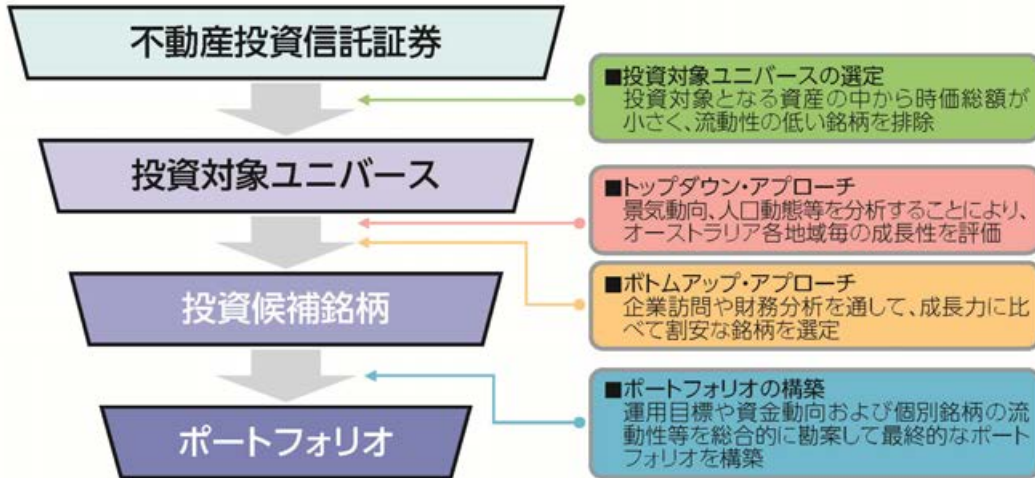 不動産投資信託証券
■投資対象ユニバースの選定
投資対象となる資産の中から時価総額が
小さく、流動性の低い銘柄を排除
投資対象ユニバース
■トップダウン・アプローチ
景気動向、人口動態等を分析することにより、
オーストラリア各地域毎の成長性を評価
■ボトムアップ・アプローチ
企業訪問や財務分析を通して、成長力に比
べて割安な銘柄を選定
投資候補銘柄
■ポートフォリオの構築
運用目標や資金動向および個別銘柄の流
動性等を総合的に勘案して最終的なポート
フォリオを構築
ポートフォリオ